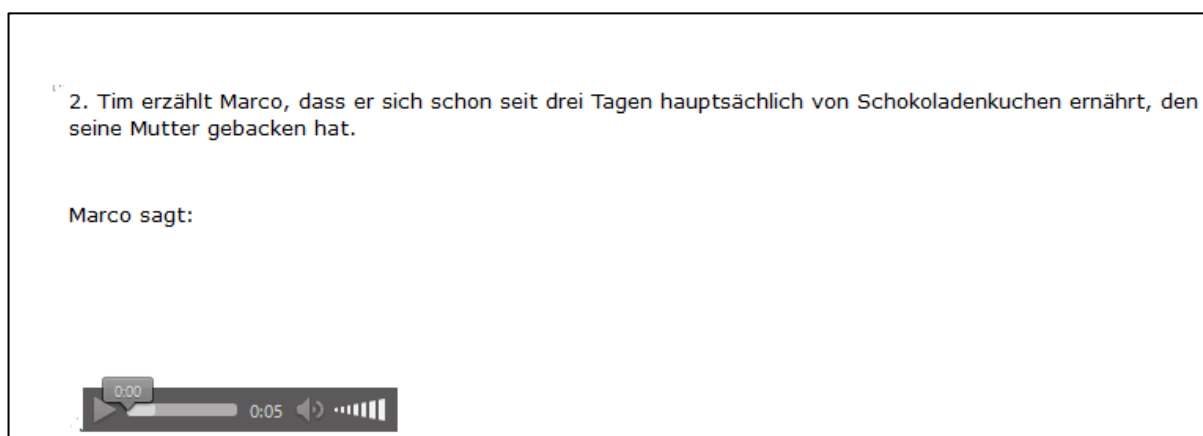 2. Tim erzählt Marco, dass er sich schon seit drei Tagen hauptsächlich von Schokoladenkuchen ernährt, den
seine Mutter gebacken hat.
Marco sagt:
0:00
0:05